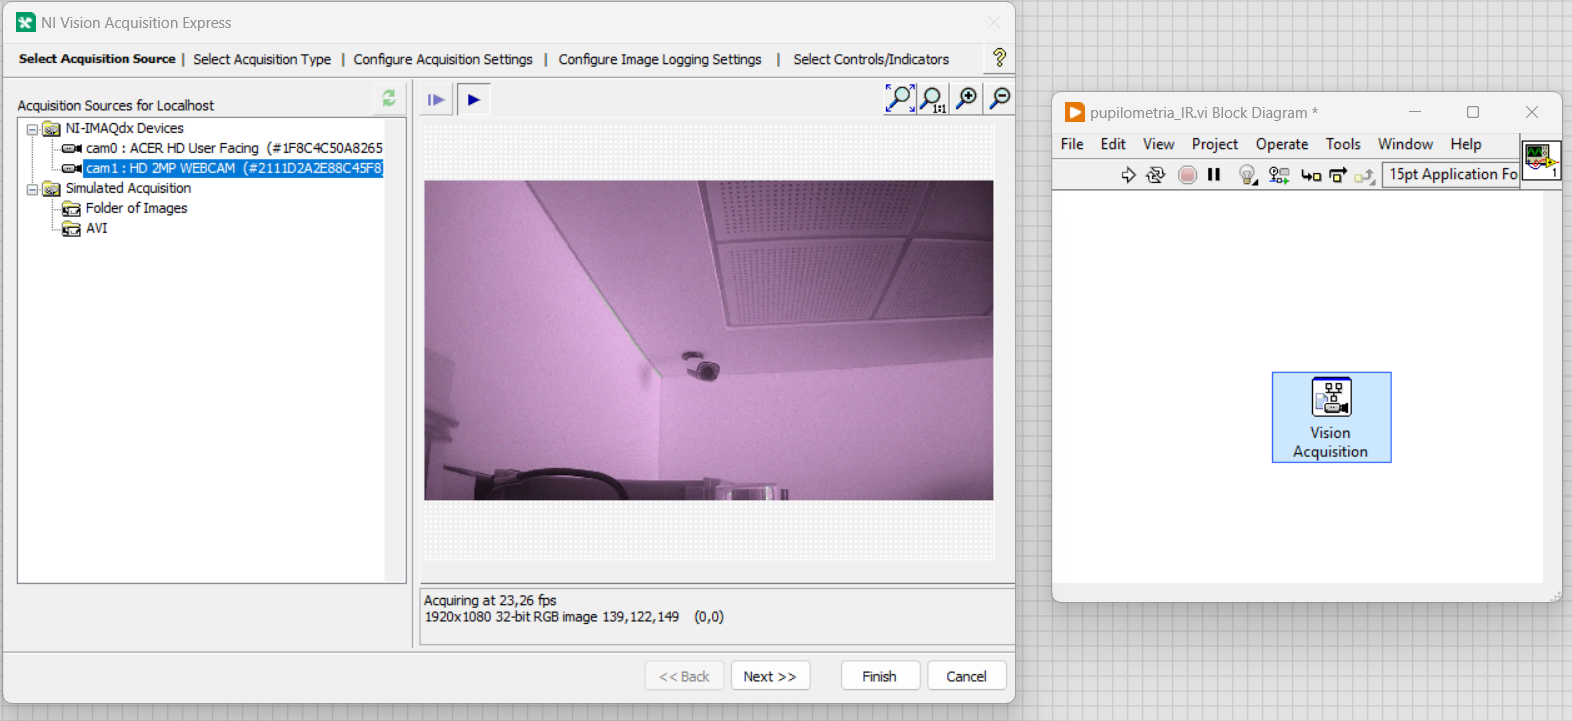 NI Vision Acquisition Express
Select Acquisition Source | Select Acquisition Type | Configure Acquisition Settings | Configure Image Logging Settings | Select Controls/Indicators
?
Acquisition Sources for Localhost
NI-IMAQdx Devices
cam0 : ACER HD User Facing (#1F8C4C50A8265
cam1 : HD 2MP WEBCAM (#2111D2A2E88C45F8)
Simulated Acquisition
Folder of Images
AVI
1:1
Acquiring at 23,26 fps
1920x1080 32-bit RGB image 139,122,149 (0,0)
<< Back
Next >>
Finish
Cancel
pupilometria_IR.vi Block Diagram *
File Edit View Project Operate Tools Window Help
15pt Application Fo
1
Vision
Acquisition